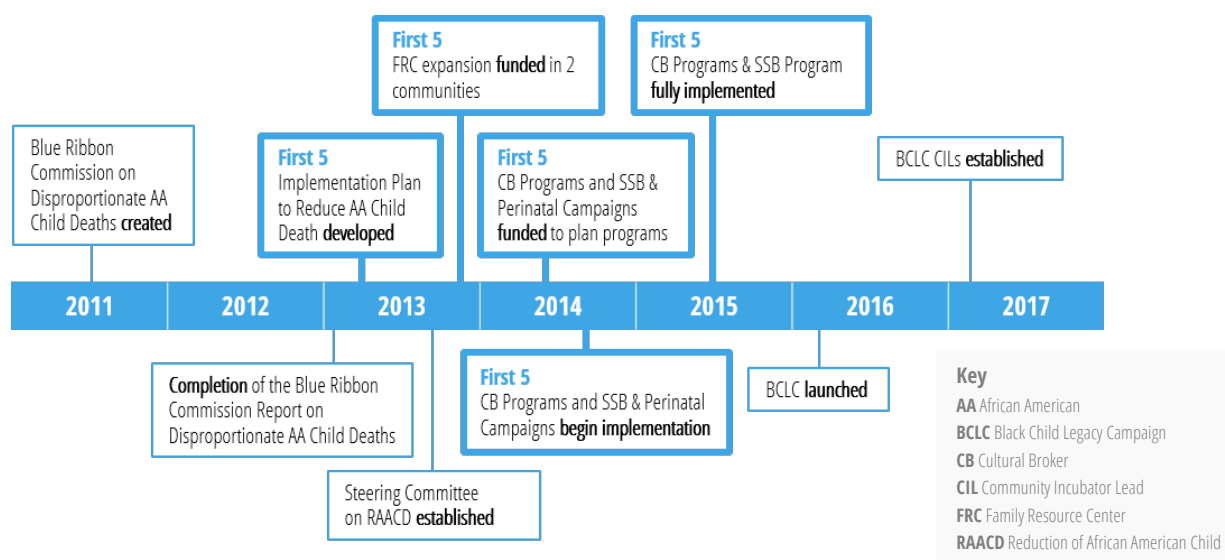 First 5
FRC expansion funded in 2
communities
First 5
CB Programs & SSB Program
fully implemented
Blue Ribbon
Commission on
Disproportionate AA
Child Deaths created
First 5
Implementation Plan
to Reduce AA Child
Death developed
First 5
CB Programs and SSB &
Perinatal Campaigns
funded to plan programs
BCLC CILs established
2011
2012
2013
2014
2015
2016
2017
Completion of the Blue Ribbon
Commission Report on
Disproportionate AA Child Deaths
First 5
CB Programs and SSB & Perinatal
Campaigns begin implementation
BCLC launched
Steering Committee
on RAACD established
Key
AA African American
BCLC Black Child Legacy Campaign
CB Cultural Broker
CIL Community Incubator Lead
FRC Family Resource Center
RAACD Reduction of African American Child